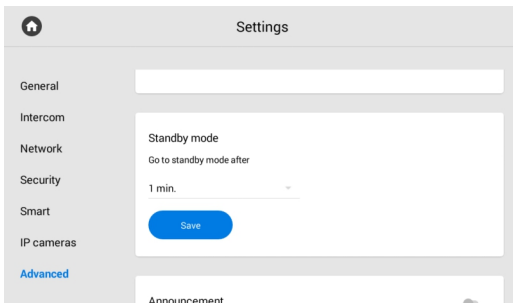 Settings
General
Intercom
Network
Security
Smart
IP cameras
Advanced
Standby mode
Go to standby mode after
1 min.
Save
Announcement